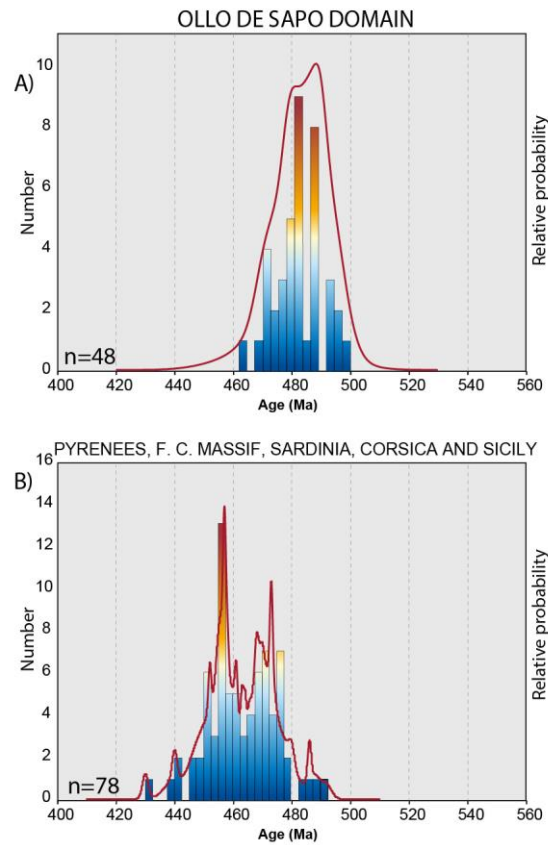 OLLO DE SAPO DOMAIN
A)
Number
10
8
6
4
2
0
n=48
400 420 440 460 480 500 520 540 560
Age (Ma)
Relative probability
PYRENEES, F. C. MASSIF, SARDINIA, CORSICA AND SICILY
B)
Number
16
14
12
10
8
6
4
2
0
n=78
400 420 440 460 480 500 520 540 560
Age (Ma)
Relative probability